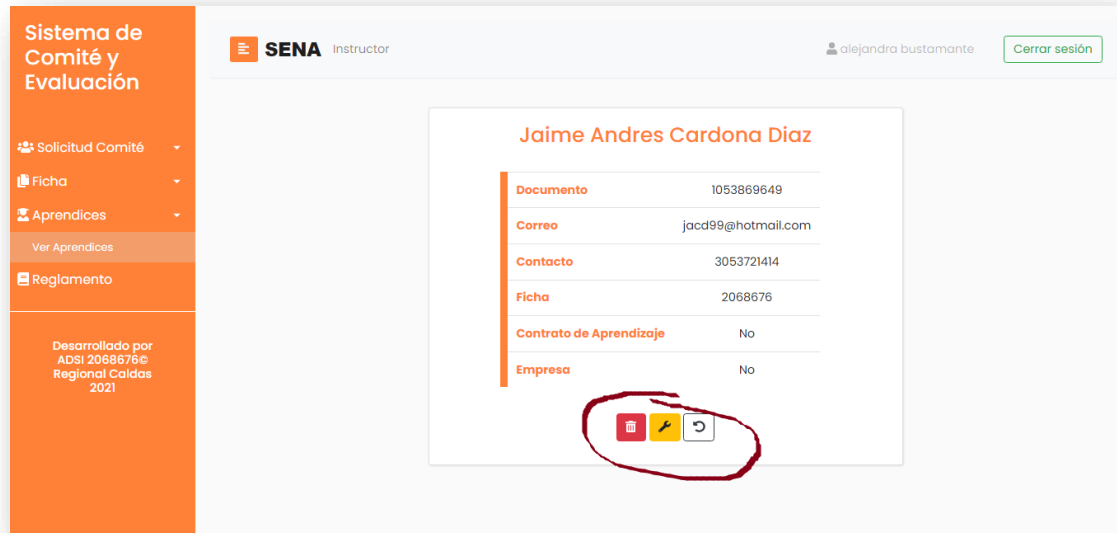 Sistema de
Comité y
Evaluación
SENA Instructor
alejandra bustamante
Cerrar sesión
Solicitud Comité
Ficha
Aprendices
Ver Aprendices
Reglamento
Desarrollado por
ADSI 2068676©
Regional Caldas
2021
Jaime Andres Cardona Diaz
Documento 1053869649
Correo jacd99@hotmail.com
Contacto 3053721414
Ficha 2068676
Contrato de Aprendizaje No
Empresa No